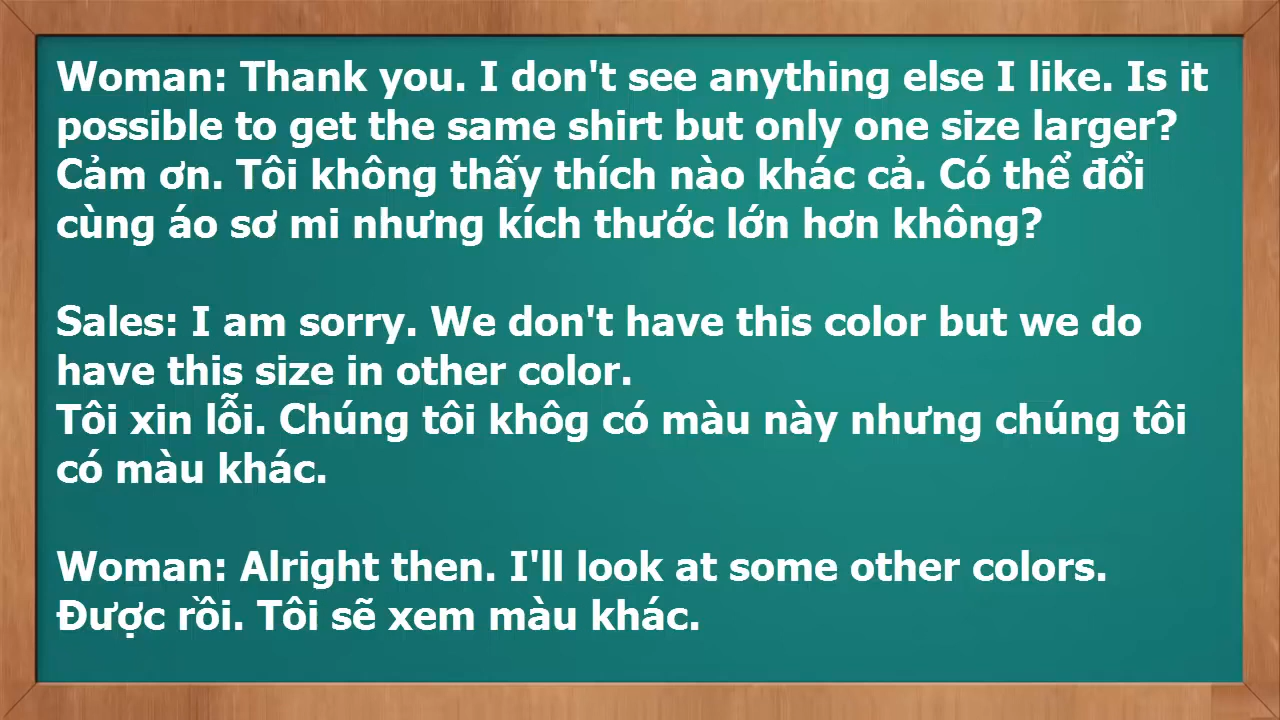 Woman: Thank you. I don't see anything else I like. Is it
possible to get the same shirt but only one size larger?
Cảm ơn. Tôi không thấy thích nào khác cả. Có thể đổi
cùng áo sơ mi nhưng kích thước lớn hơn không?
Sales: I am sorry. We don't have this color but we do
have this size in other color.
Tôi xin lỗi. Chúng tôi khôg có màu này nhưng chúng tôi
có màu khác.
Woman: Alright then. I'll look at some other colors.
Được rồi. Tôi sẽ xem màu khác.